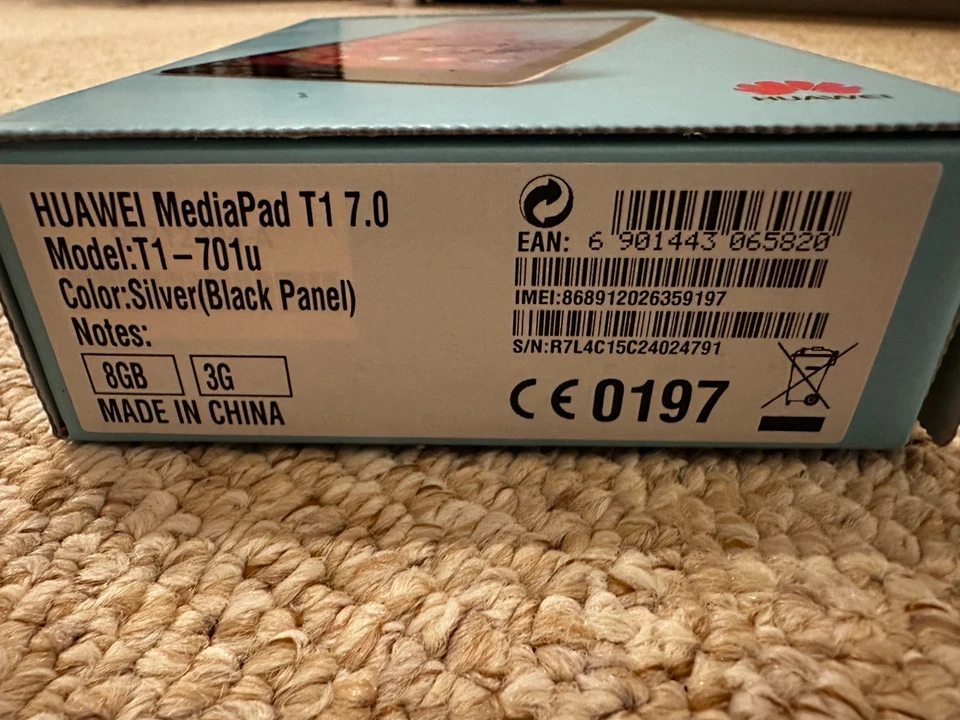 HUAWEI
HUAWEI MediaPad T1 7.0
Model:T1-701u
Color:Silver(Black Panel)
Notes:
8GB 3G
MADE IN CHINA
EAN: 6 901443 065820
IMEI:868912026359197
S/N:R7L4C15C24024791
CE 0197